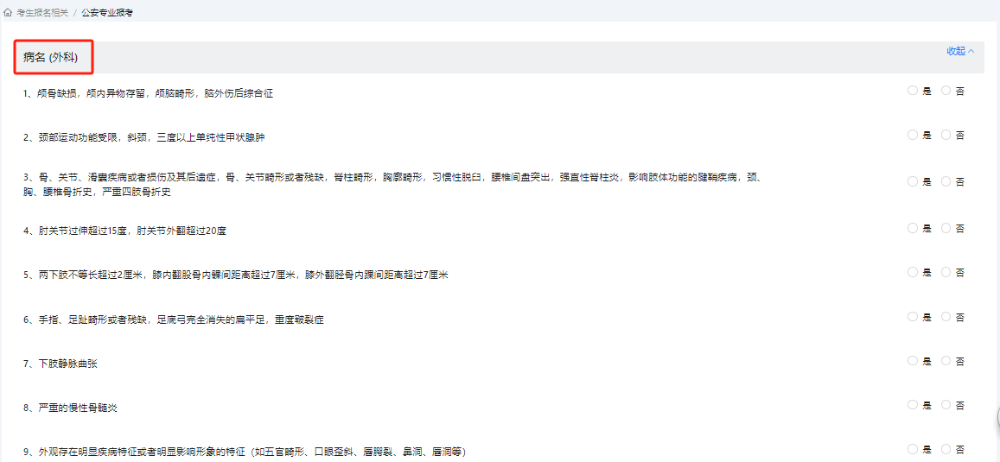 考生报名相关 / 公安专业报考
病名 (外科)
收起
1、颅骨缺损，颅内异物存留，颅脑畸形，脑外伤后综合征
是 否
2、颈部运动功能受限，斜颈，三度以上单纯性甲状腺肿
是 否
3、骨、关节、滑囊疾病或者损伤及其后遗症，骨、关节畸形或者残缺，脊柱畸形，胸廓畸形，习惯性脱臼，腰椎间盘突出，强直性脊柱炎，影响肢体功能的腱鞘疾病，颈、
胸、腰椎骨折史，严重四肢骨折史
是 否
4、肘关节过伸超过15度，肘关节外翻超过20度
是 否
5、两下肢不等长超过2厘米，膝内翻股骨内髁间距离超过7厘米，膝外翻胫骨内踝间距离超过7厘米
是 否
6、手指、足趾畸形或者残缺，足底弓完全消失的扁平足，重度皲裂症
是 否
7、下肢静脉曲张
是 否
8、严重的慢性骨髓炎
是 否
9、外观存在明显疾病特征或者明显影响形象的特征（如五官畸形、口眼歪斜、唇腭裂、鼻洞、唇洞等）
是 否